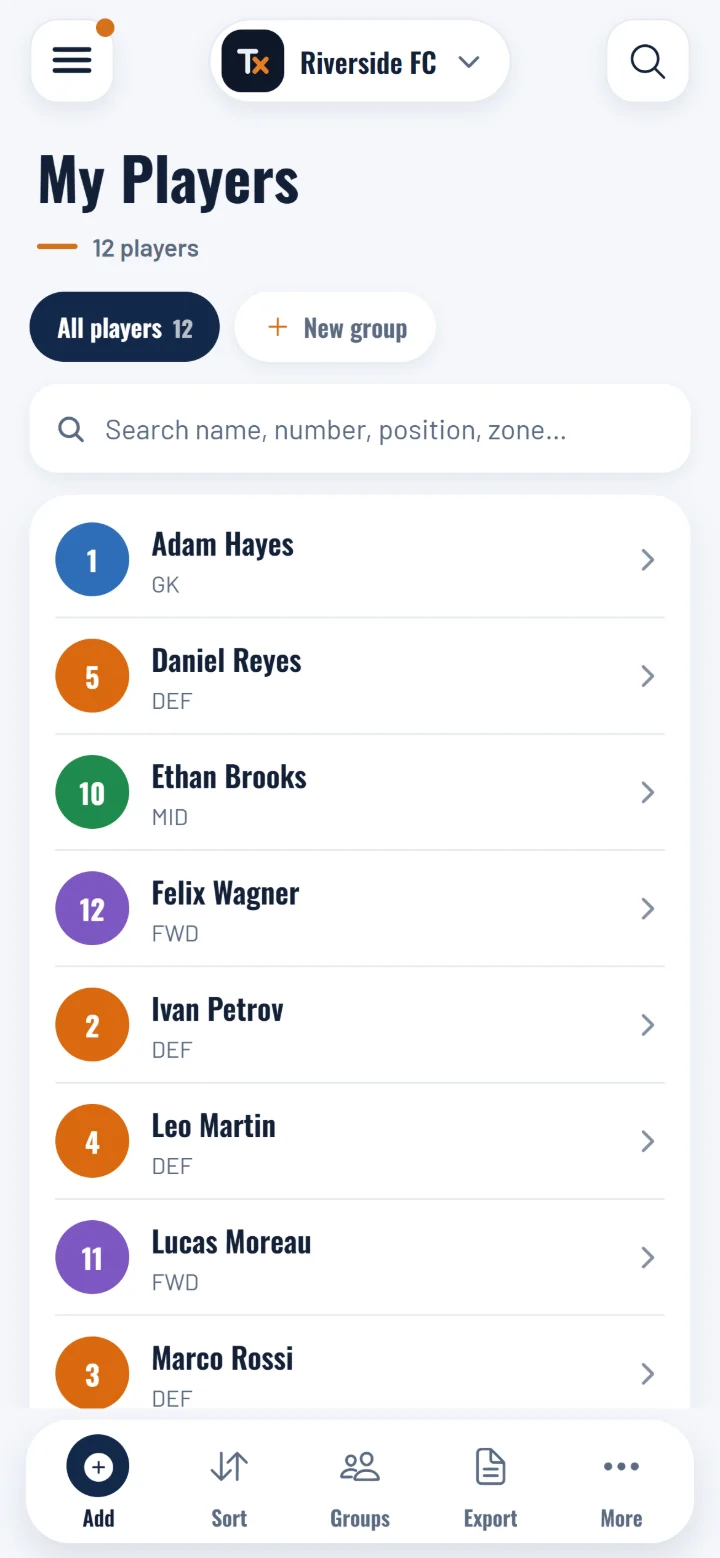 Tx Riverside FC
My Players
12 players
All players 12
+ New group
Search name, number, position, zone...
1 Adam Hayes
GK
5 Daniel Reyes
DEF
10 Ethan Brooks
MID
12 Felix Wagner
FWD
2 Ivan Petrov
DEF
4 Leo Martin
DEF
11 Lucas Moreau
FWD
3 Marco Rossi
DEF
Add Sort Groups Export More